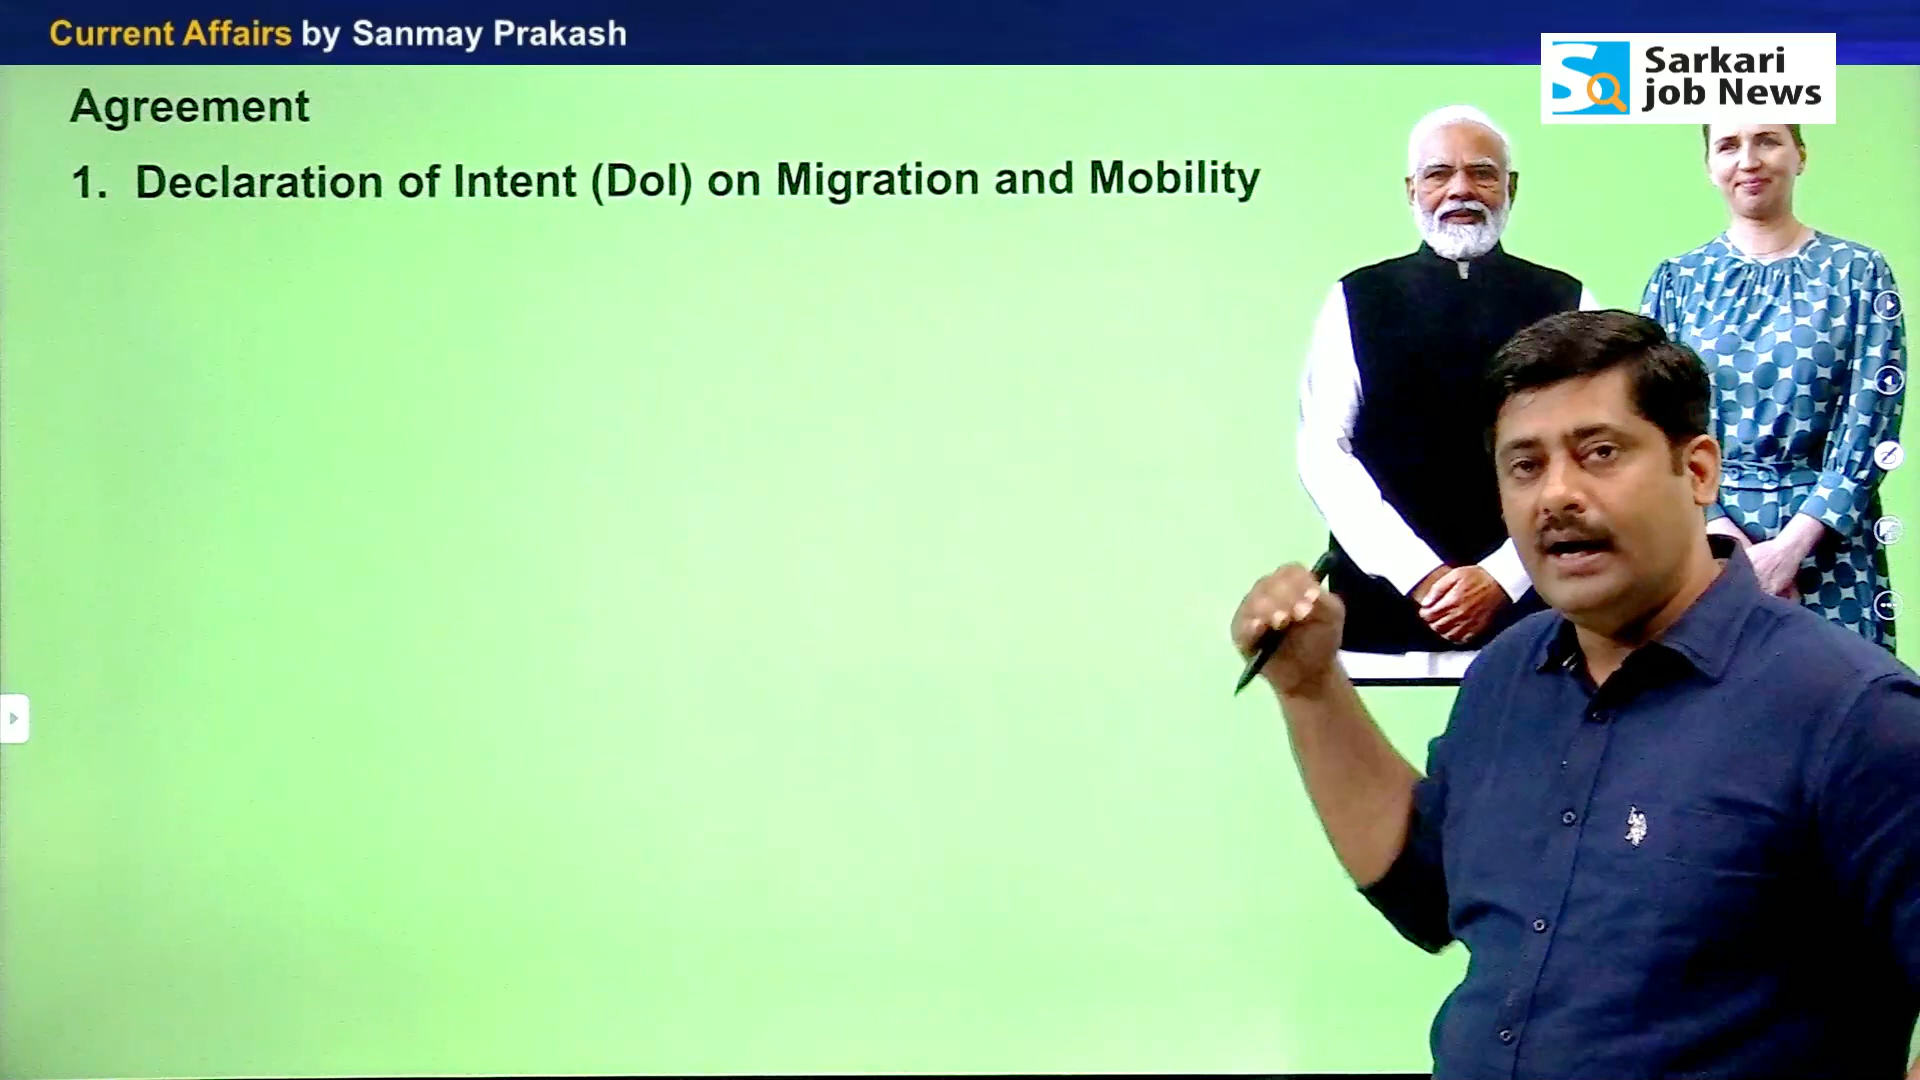 Current Affairs by Sanmay Prakash
Sarkari
job News
Agreement
1. Declaration of Intent (DoI) on Migration and Mobility